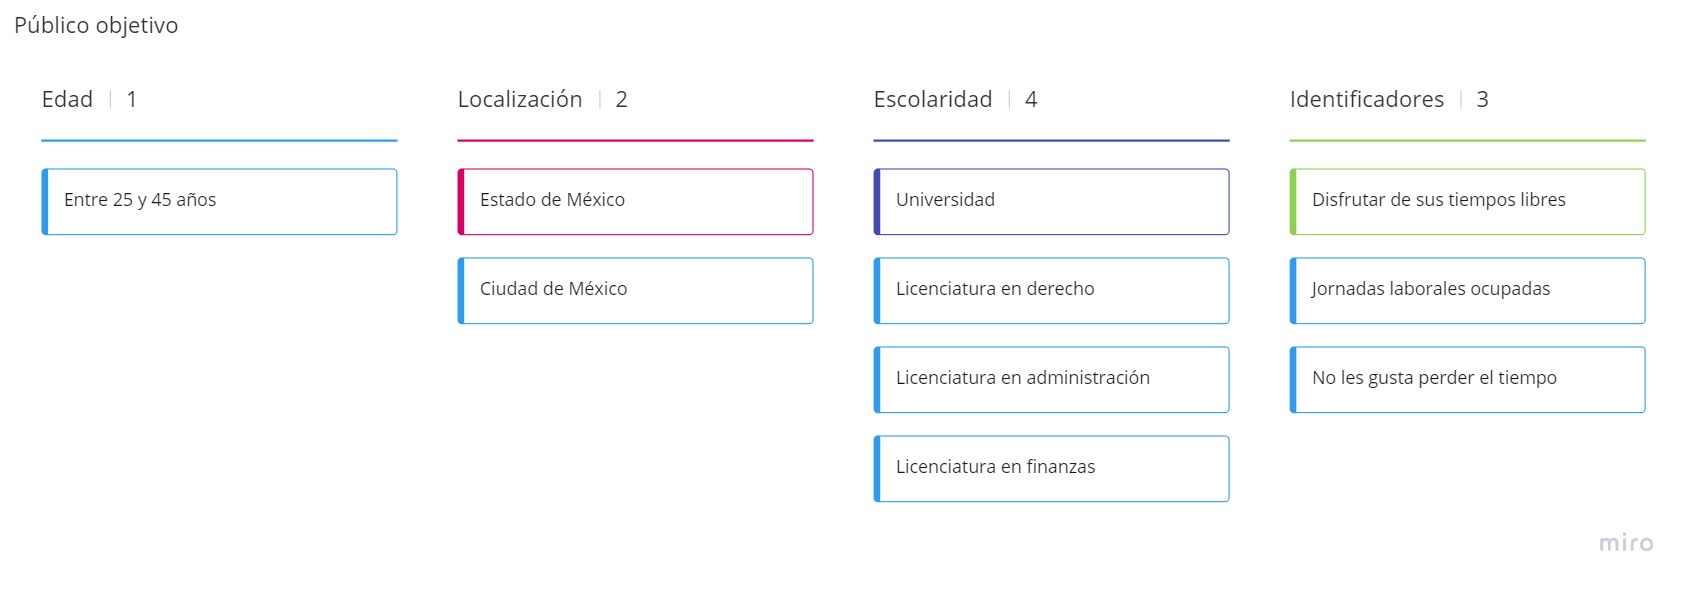 Público objetivo
Edad | 1
Entre 25 y 45 años
Localización | 2
Estado de México
Ciudad de México
Escolaridad | 4
Universidad
Licenciatura en derecho
Licenciatura en administración
Licenciatura en finanzas
Identificadores | 3
Disfrutar de sus tiempos libres
Jornadas laborales ocupadas
No les gusta perder el tiempo
miro